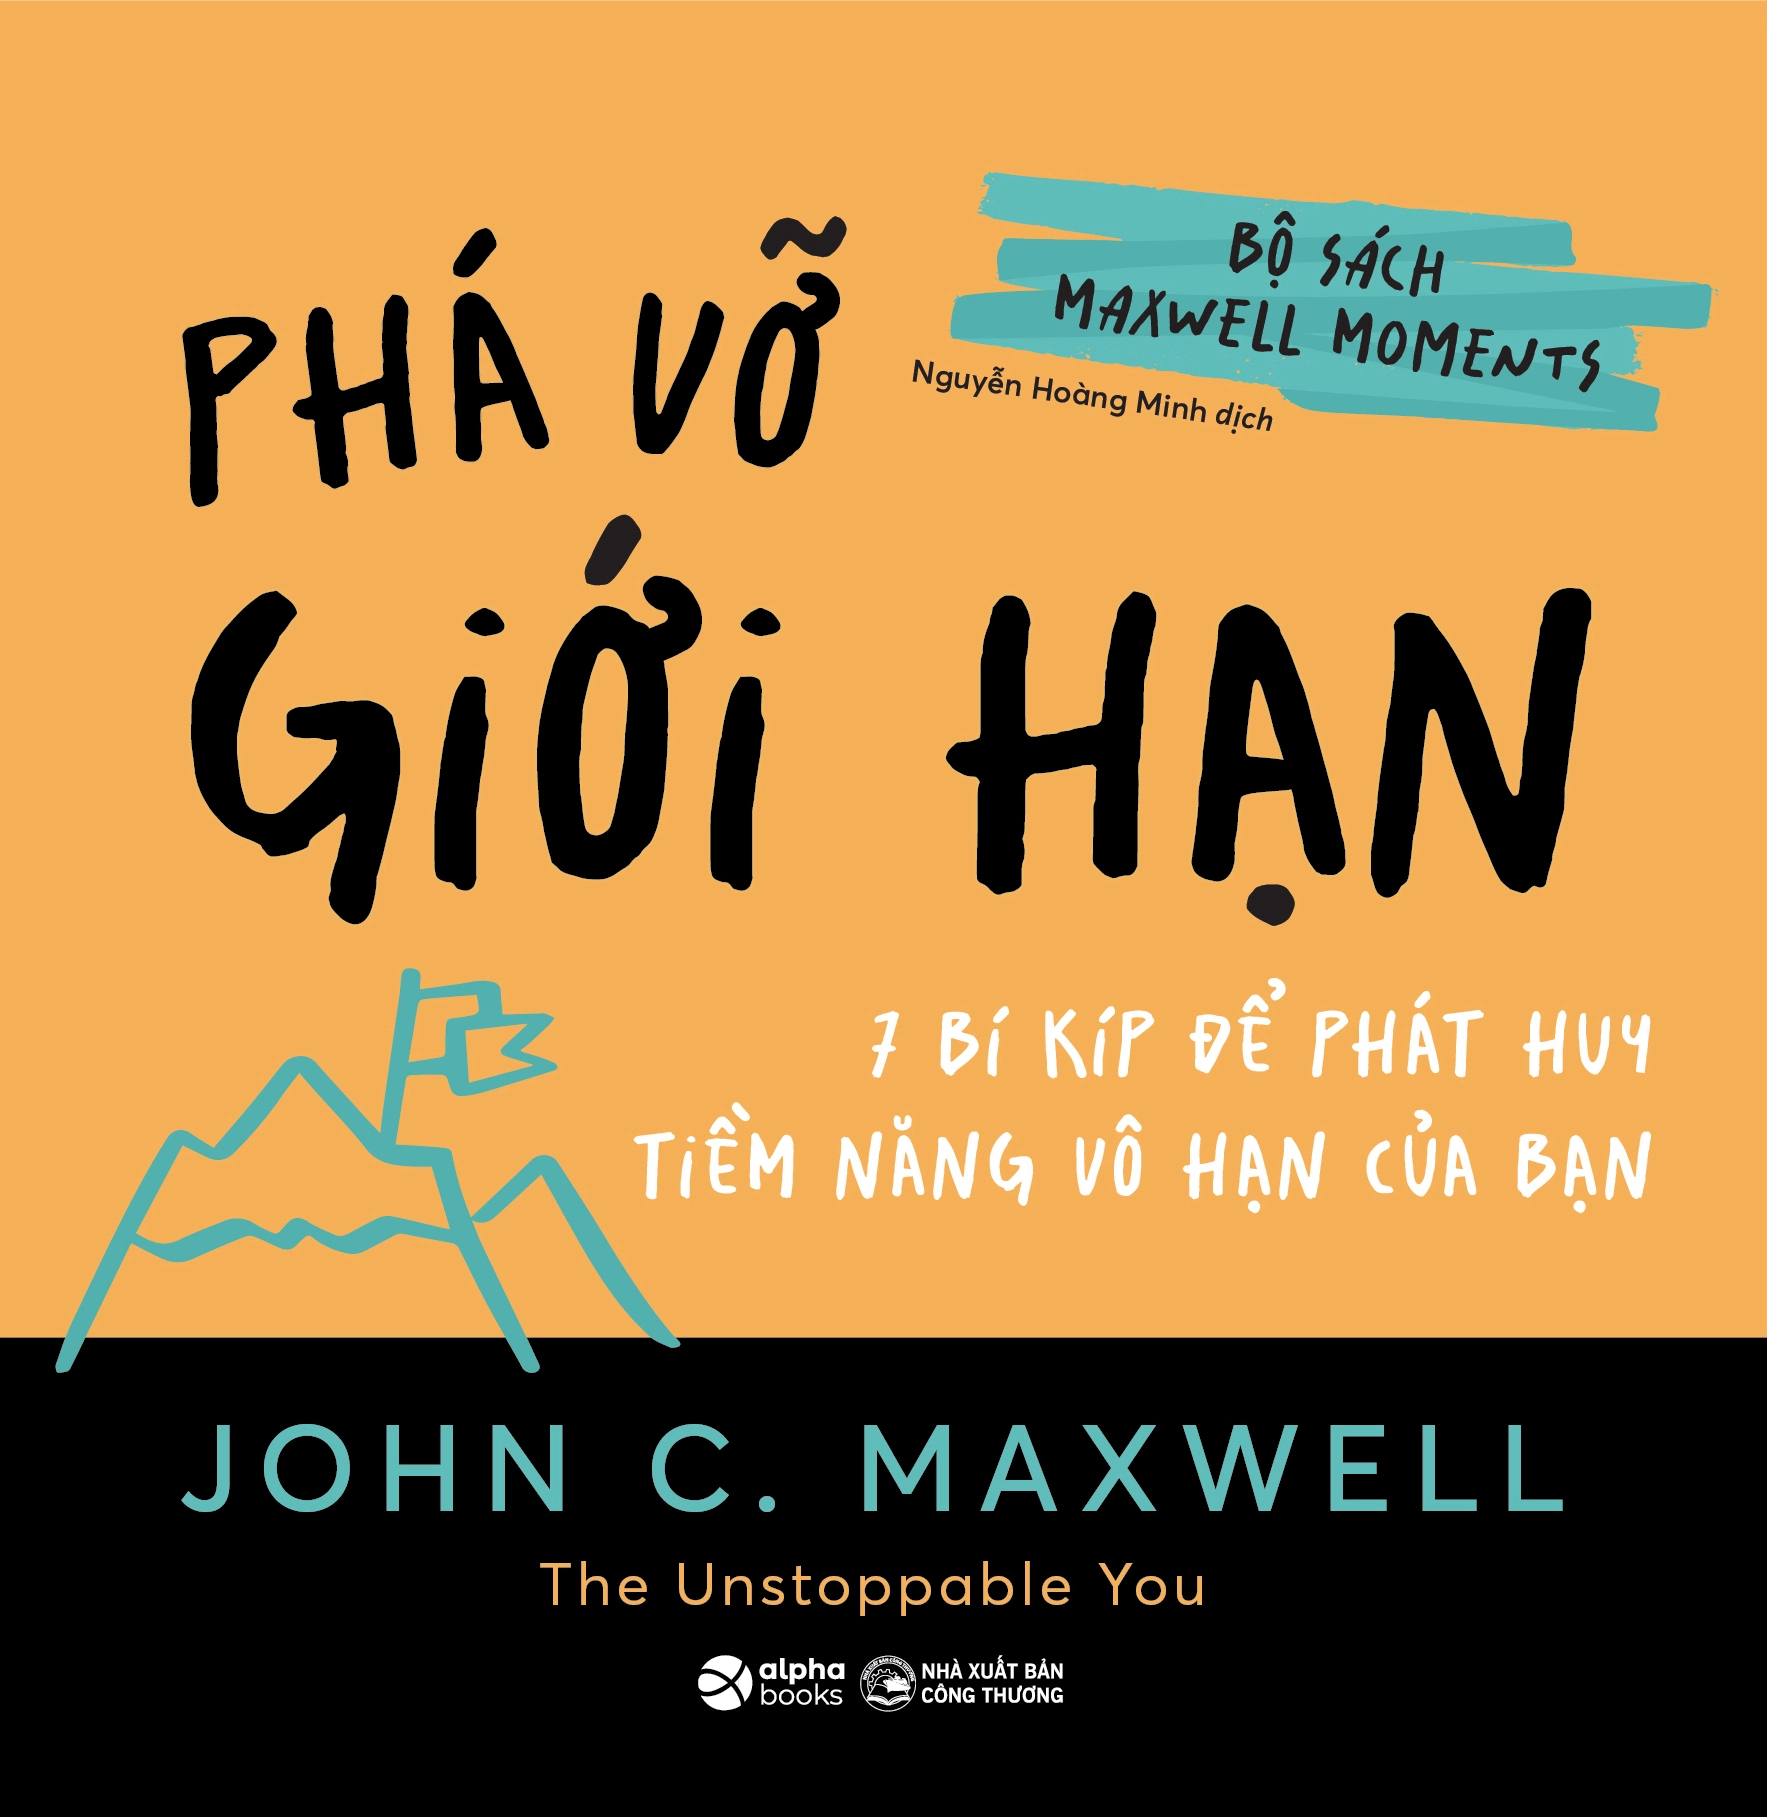 PHÁ VỠ
BỘ SÁCH
MAXWELL MOMENTS
Nguyễn Hoàng Minh dịch
GIỚI HẠN
7 BÍ KÍP ĐỂ PHÁT HUY
TIỀM NĂNG VÔ HẠN CỦA BẠN
JOHN C. MAXWELL
The Unstoppable You
alpha
books
NHÀ XUẤT BẢN
CÔNG THƯƠNG